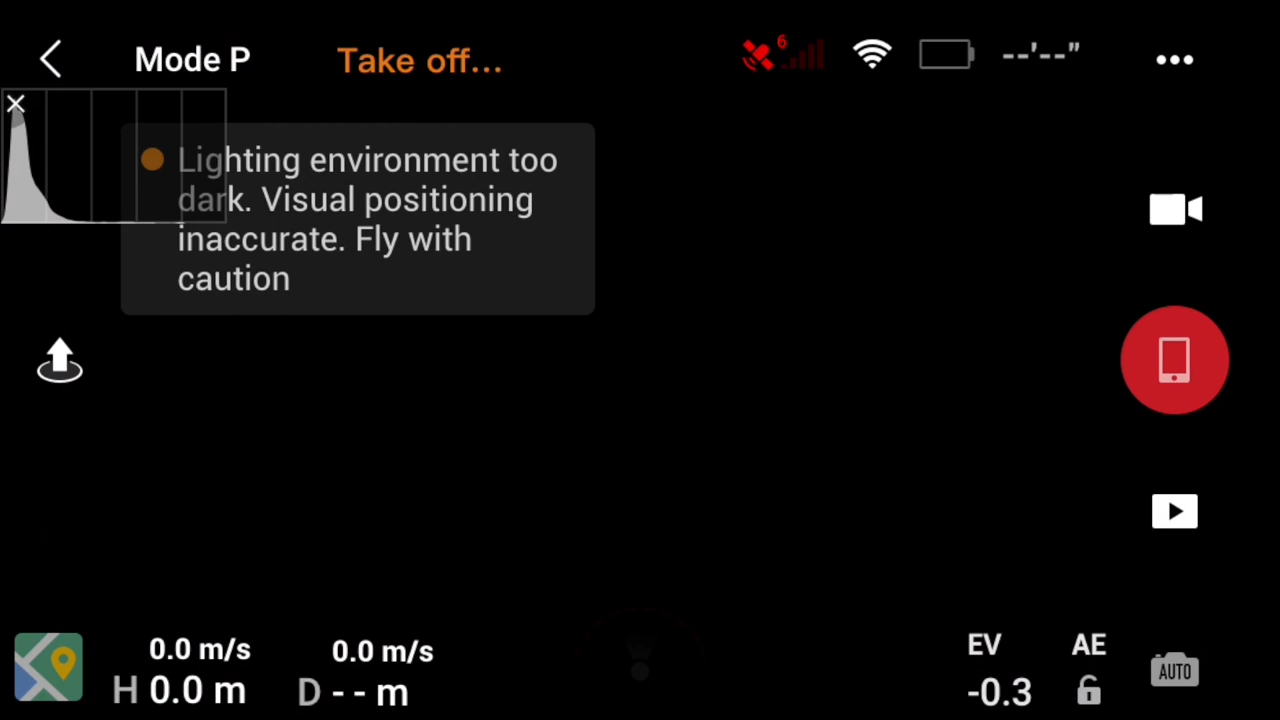 Mode P
Take off...
6
--'--"
Lighting environment too
dark. Visual positioning
inaccurate. Fly with
caution
0.0 m/s
0.0 m/s
H 0.0 m
D - - m
EV
AE
-0.3
AUTO